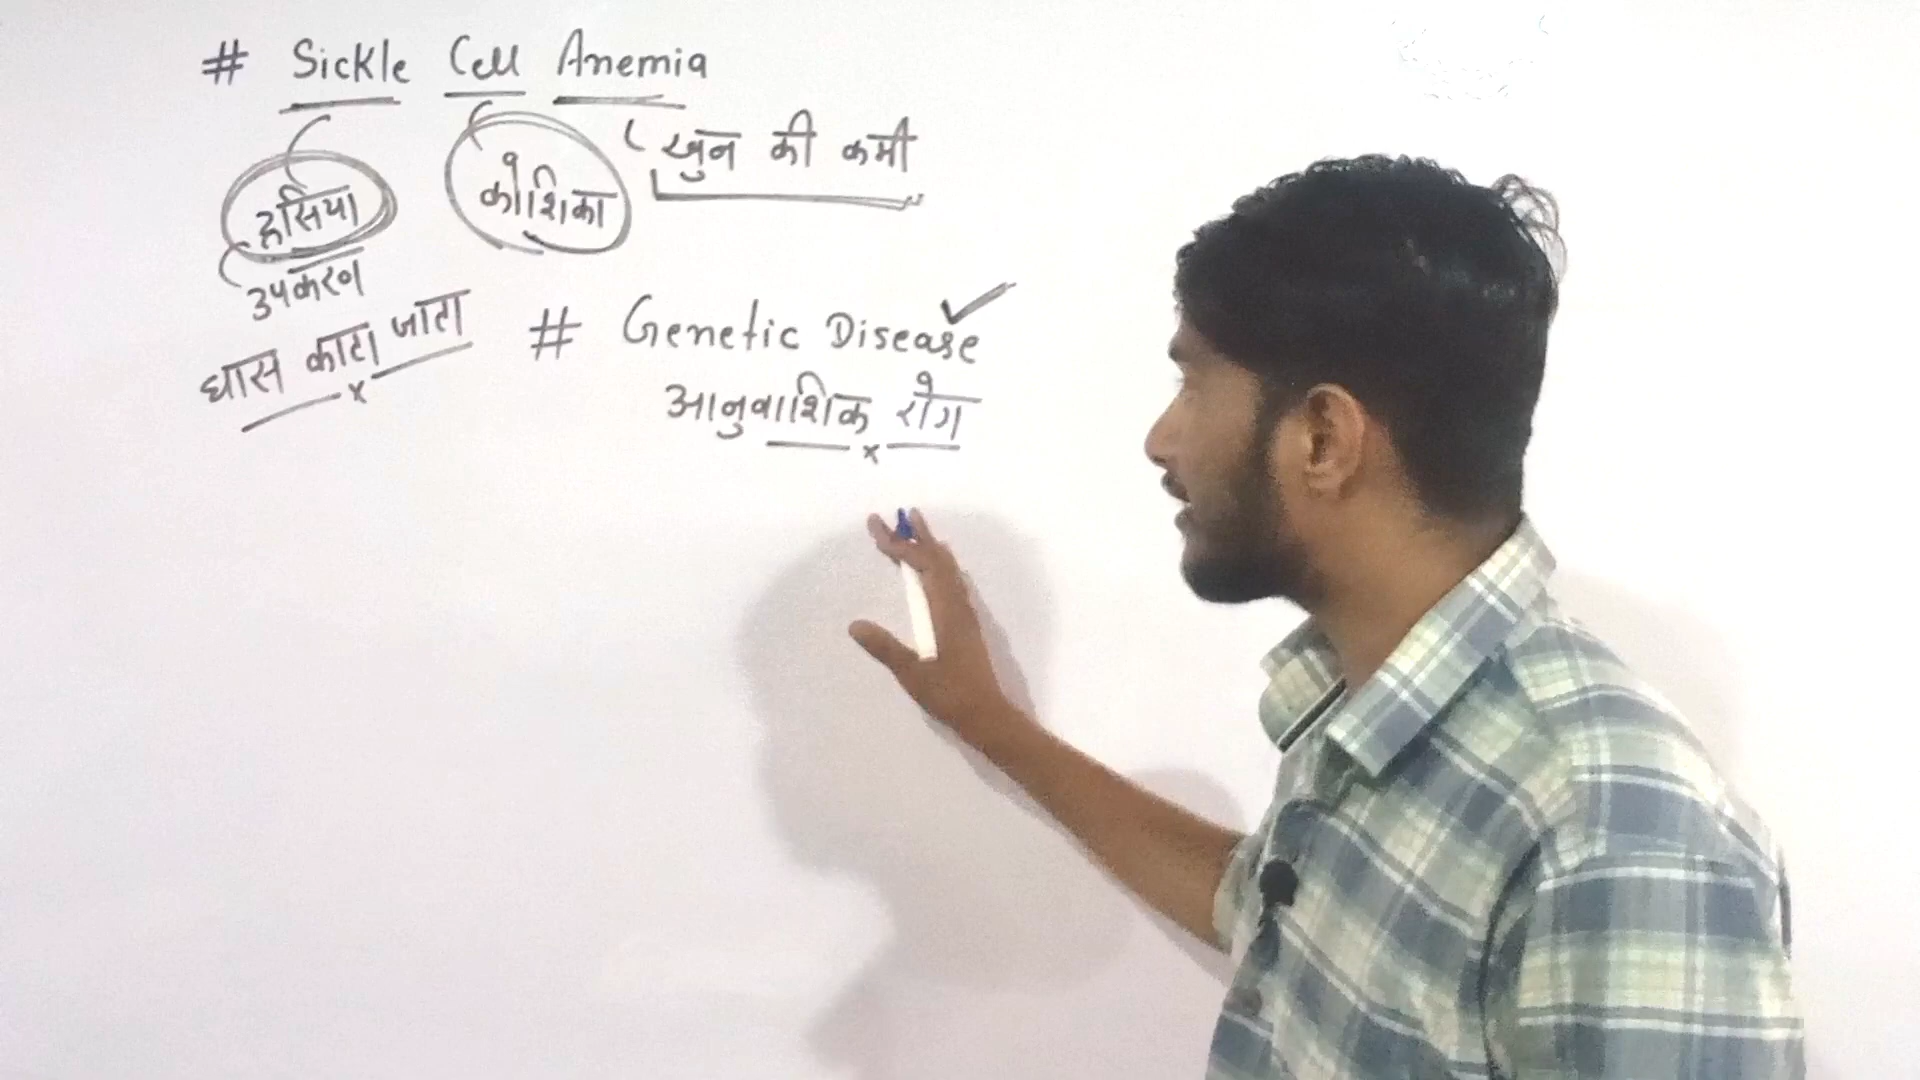 # Sickle Cell Anemia
हसिया
कोशिका
खुन की कमी
उपकरण
घास काटा जाता
# Genetic Disease
आनुवाशिक रोग